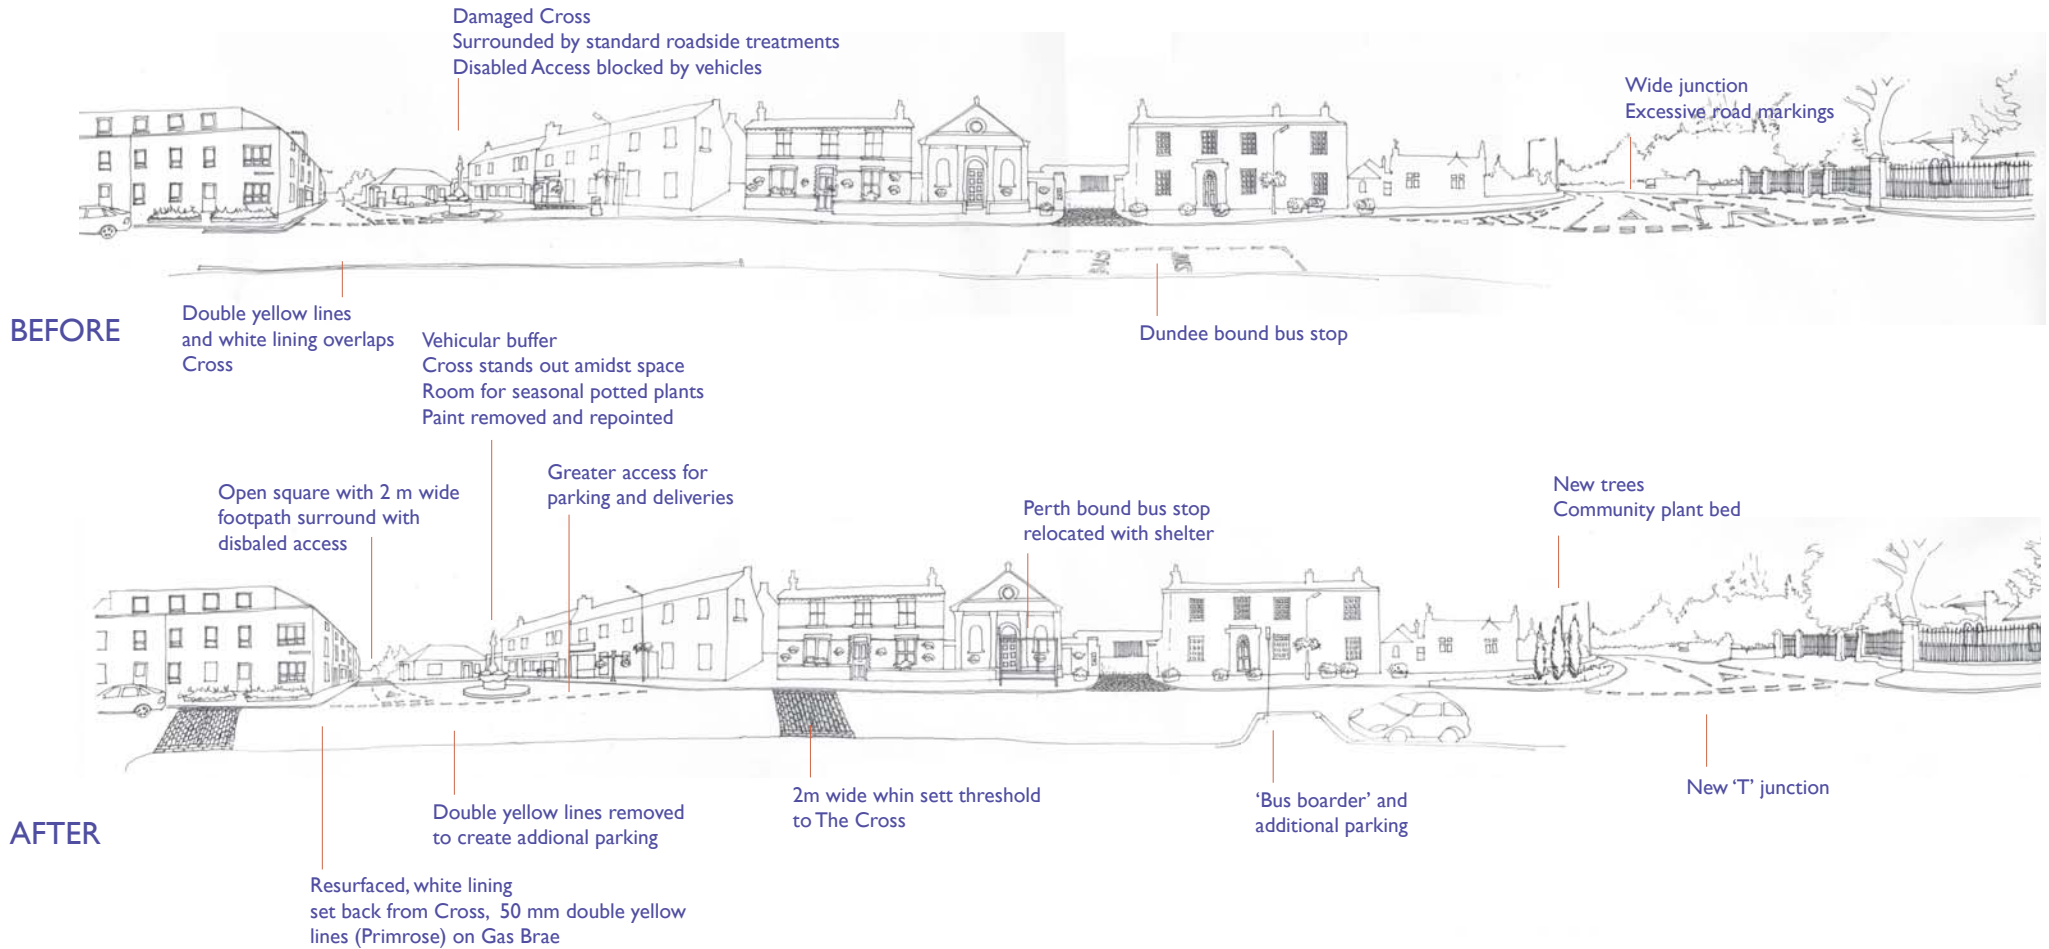 Damaged Cross
Surrounded by standard roadside treatments
Disabled Access blocked by vehicles
Wide junction
Excessive road markings
BEFORE
Double yellow lines
and white lining overlaps
Cross
Dundee bound bus stop
Vehicular buffer
Cross stands out amidst space
Room for seasonal potted plants
Paint removed and repointed
Open square with 2 m wide
footpath surround with
disbaled access
Greater access for
parking and deliveries
Perth bound bus stop
relocated with shelter
New trees
Community plant bed
AFTER
Resurfaced, white lining
set back from Cross, 50 mm double yellow
lines (Primrose) on Gas Brae
Double yellow lines removed
to create addional parking
2m wide whin sett threshold
to The Cross
‘Bus boarder’ and
additional parking
New ‘T’ junction